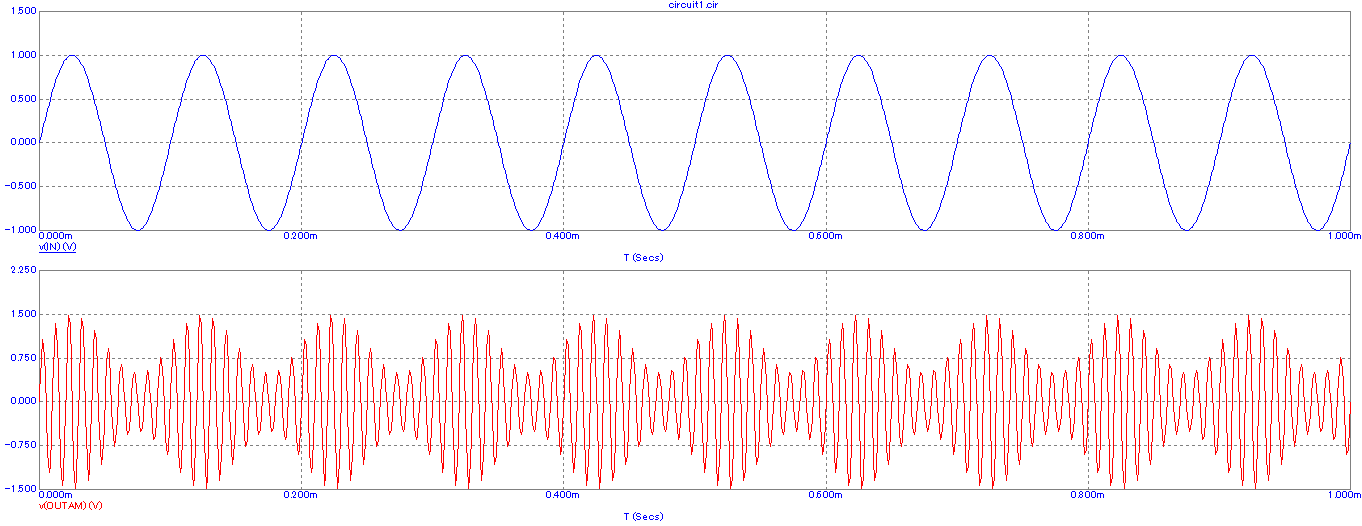 circuit1.cir
1.500
1.000
0.500
0.000
-0.500
-1.000
0.000m 0.200m 0.400m 0.600m 0.800m 1.000m
v(IN) (V)
T (Secs)
2.250
1.500
0.750
0.000
-0.750
-1.500
0.000m 0.200m 0.400m 0.600m 0.800m 1.000m
v(OUTAM) (V)
T (Secs)